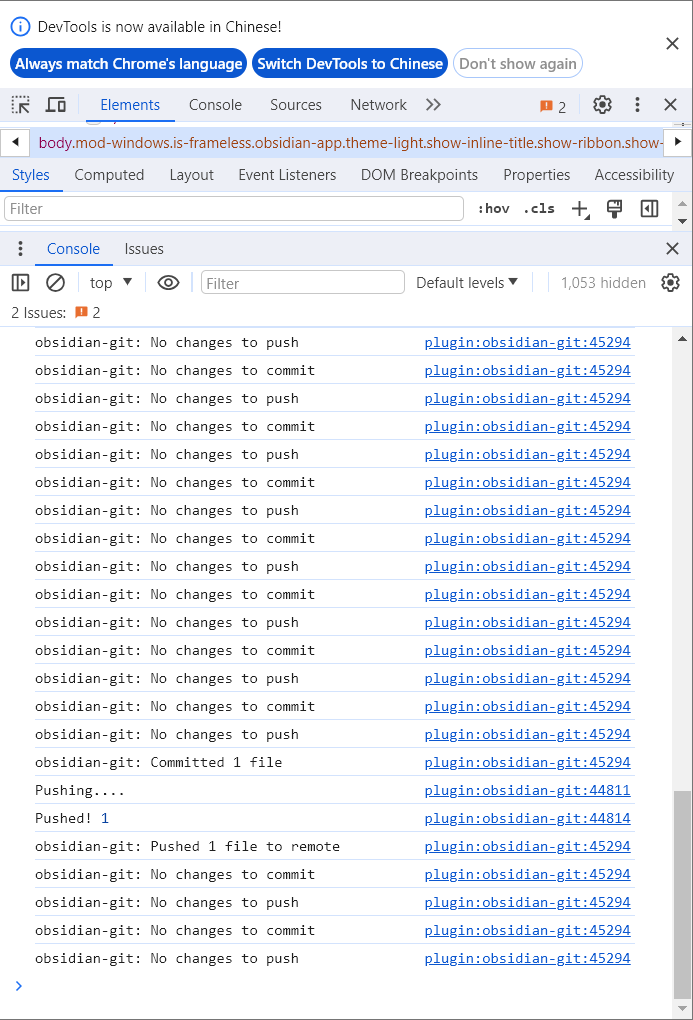 DevTools is now available in Chinese!
Always match Chrome's language Switch DevTools to Chinese Don't show again
Elements Console Sources Network 2
body.mod-windows.is-frameless.obsidian-app.theme-light.show-inline-title.show-ribbon.show-
Styles Computed Layout Event Listeners DOM Breakpoints Properties Accessibility
Filter :hov .cls
Console Issues
top Filter Default levels 1,053 hidden
2 Issues: 2
obsidian-git: No changes to push plugin:obsidian-git:45294
obsidian-git: No changes to commit plugin:obsidian-git:45294
obsidian-git: No changes to push plugin:obsidian-git:45294
obsidian-git: No changes to commit plugin:obsidian-git:45294
obsidian-git: No changes to push plugin:obsidian-git:45294
obsidian-git: No changes to commit plugin:obsidian-git:45294
obsidian-git: No changes to push plugin:obsidian-git:45294
obsidian-git: No changes to commit plugin:obsidian-git:45294
obsidian-git: No changes to push plugin:obsidian-git:45294
obsidian-git: No changes to commit plugin:obsidian-git:45294
obsidian-git: No changes to push plugin:obsidian-git:45294
obsidian-git: No changes to commit plugin:obsidian-git:45294
obsidian-git: No changes to push plugin:obsidian-git:45294
obsidian-git: No changes to commit plugin:obsidian-git:45294
obsidian-git: No changes to push plugin:obsidian-git:45294
obsidian-git: Committed 1 file plugin:obsidian-git:45294
Pushing.... plugin:obsidian-git:44811
Pushed! 1 plugin:obsidian-git:44814
obsidian-git: Pushed 1 file to remote plugin:obsidian-git:45294
obsidian-git: No changes to commit plugin:obsidian-git:45294
obsidian-git: No changes to push plugin:obsidian-git:45294
obsidian-git: No changes to commit plugin:obsidian-git:45294
obsidian-git: No changes to push plugin:obsidian-git:45294